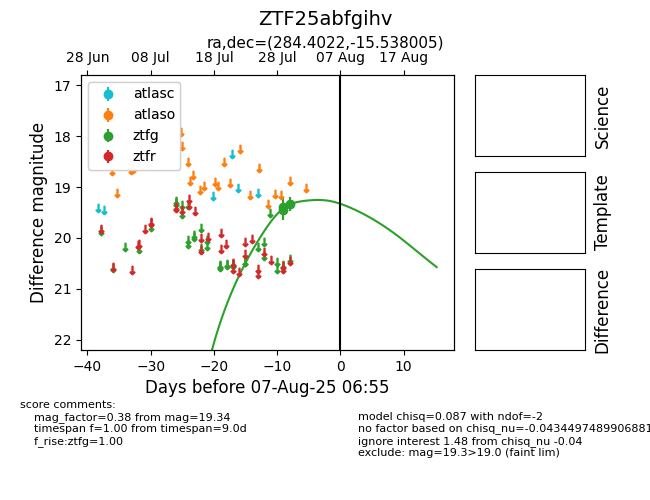 ZTF25abfgihv
ra,dec=(284.4022,-15.538005)
28 Jun 08 Jul 18 Jul 28 Jul 07 Aug 17 Aug
17
18
19
20
21
22
Difference magnitude
atlasc
atlaso
ztfg
ztfr
−40 −30 −20 −10 0 10
Days before 07-Aug-25 06:55
Science
Template
Difference
score comments:
mag_factor=0.38 from mag=19.34
timespan f=1.00 from timespan=9.0d
f_rise:ztfg=1.00
model chisq=0.087 with ndof=-2
no factor based on chisq_nu=-0.0434497489906881
ignore interest 1.48 from chisq_nu -0.04
exclude: mag=19.3>19.0 (faint lim)